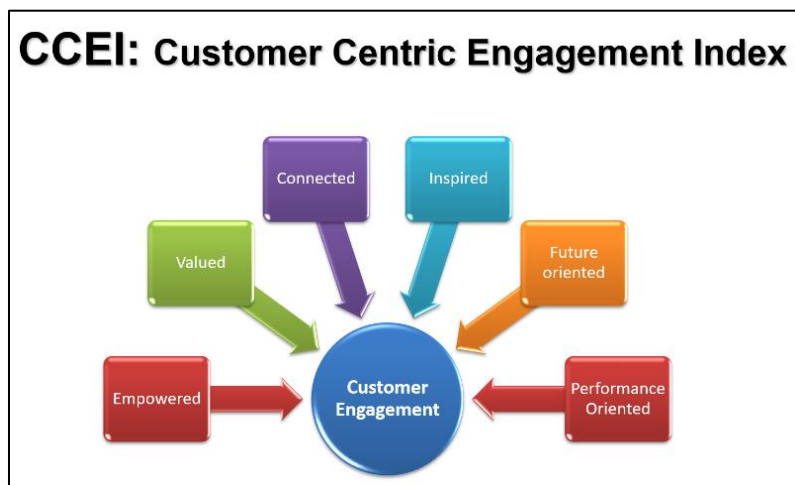 CCEI: Customer Centric Engagement Index
Connected
Inspired
Valued
Future
oriented
Empowered
Customer
Engagement
Performance
Oriented